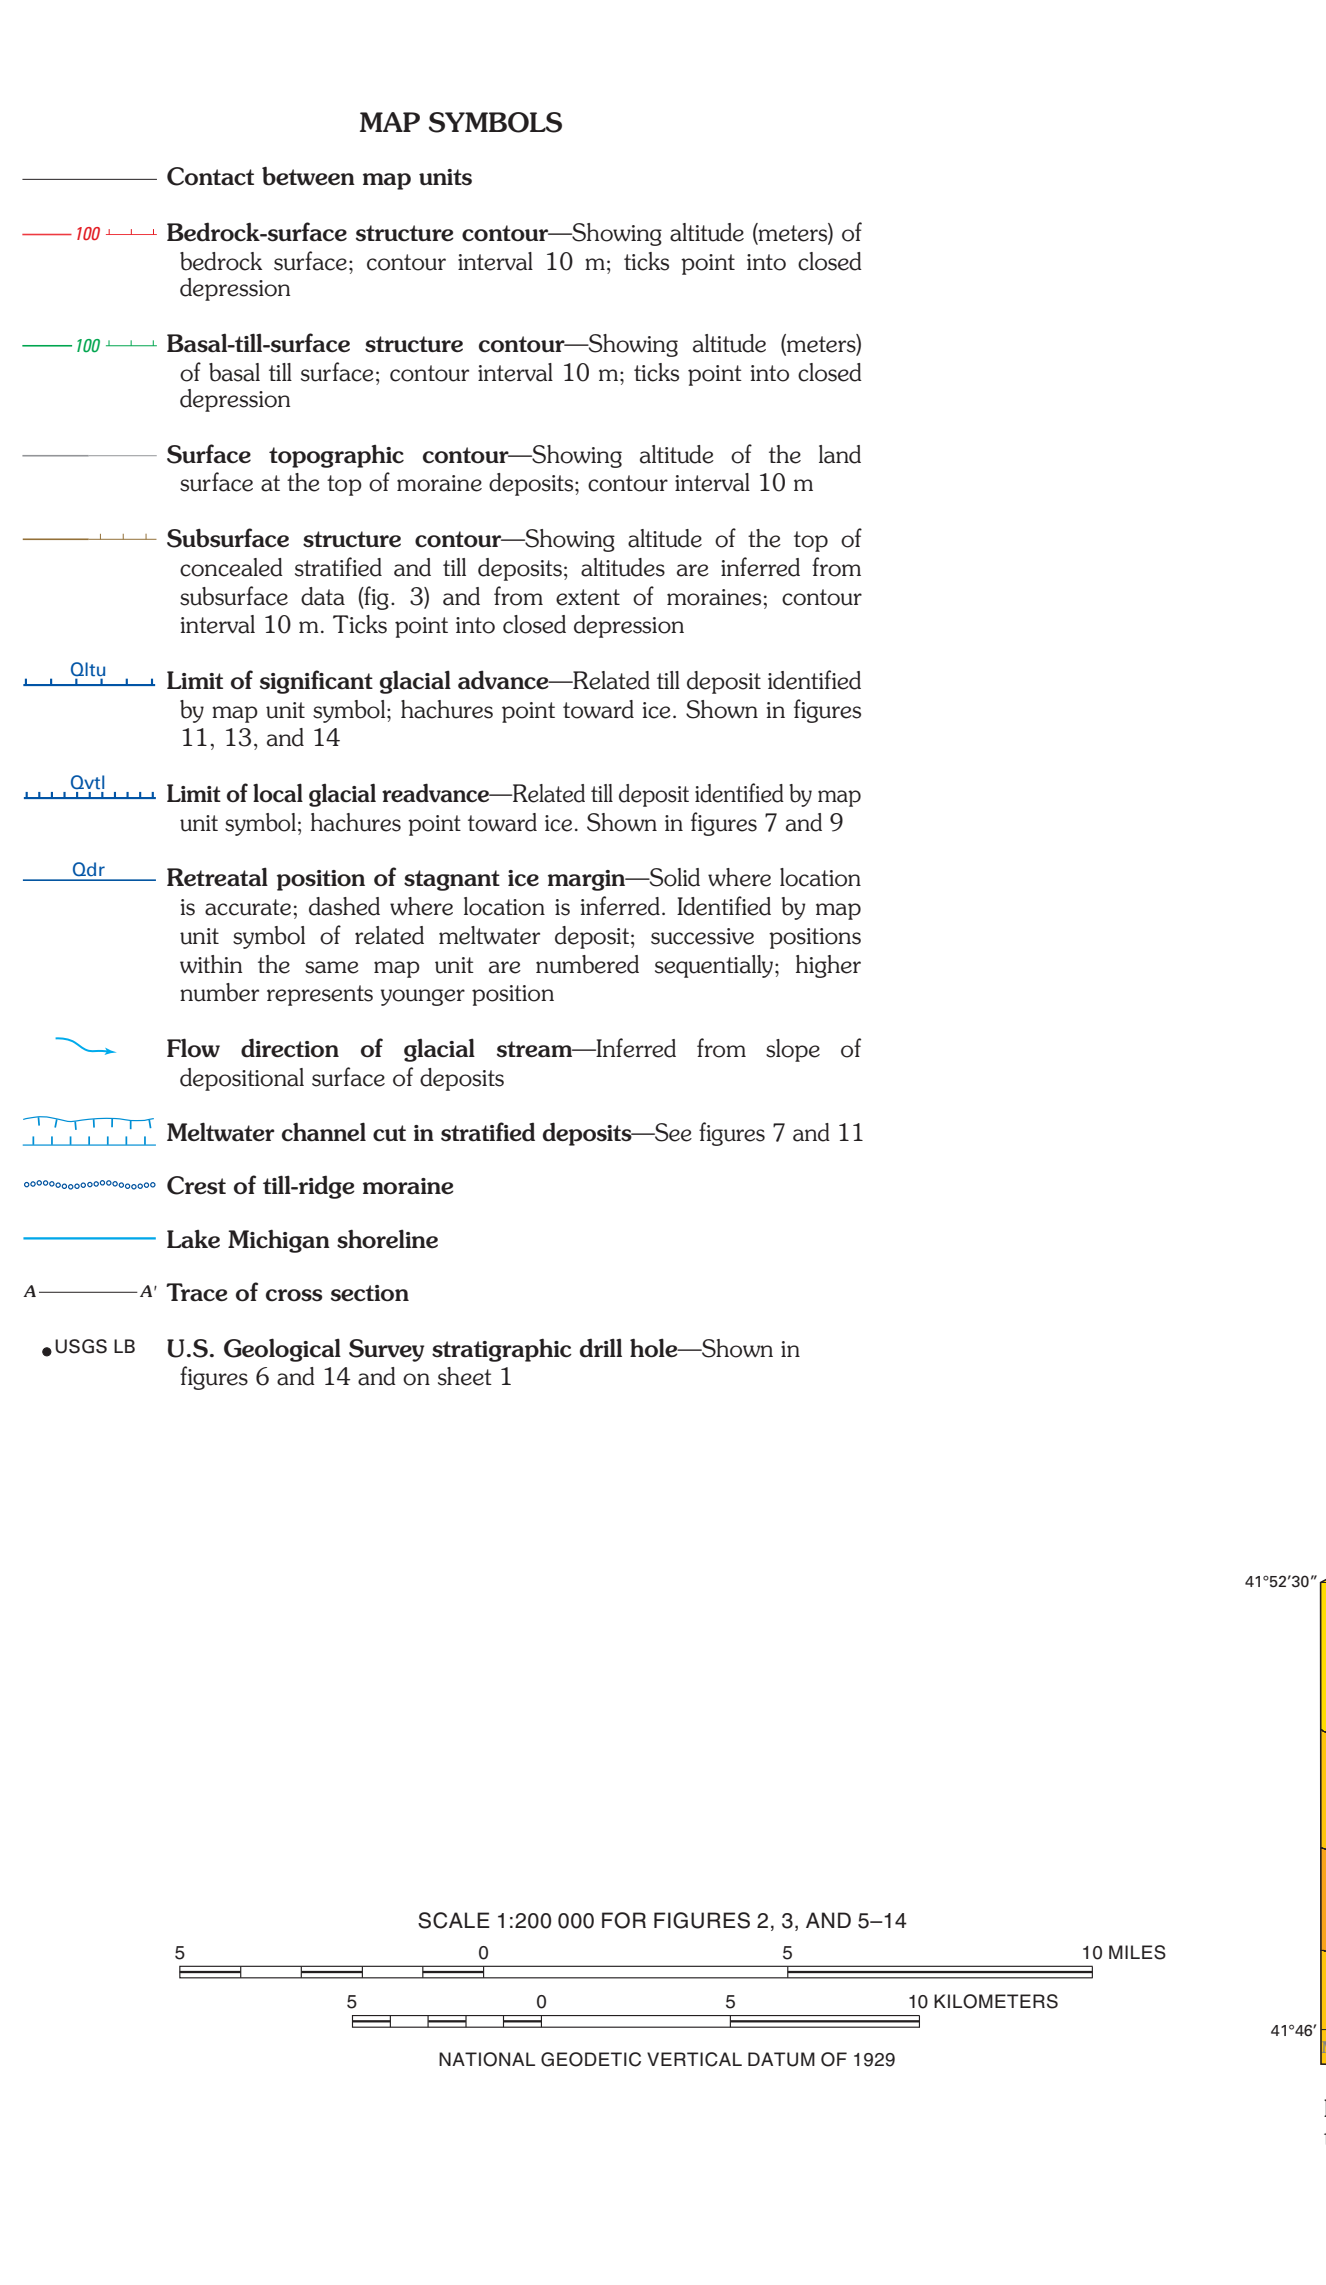 MAP SYMBOLS
Contact between map units
100 Bedrock-surface structure contour—Showing altitude (meters) of
bedrock surface; contour interval 10 m; ticks point into closed
depression
100 Basal-till-surface structure contour—Showing altitude (meters)
of basal till surface; contour interval 10 m; ticks point into closed
depression
Surface topographic contour—Showing altitude of the land
surface at the top of moraine deposits; contour interval 10 m
Subsurface structure contour—Showing altitude of the top of
concealed stratified and till deposits; altitudes are inferred from
subsurface data (fig. 3) and from extent of moraines; contour
interval 10 m. Ticks point into closed depression
Qltu
Limit of significant glacial advance—Related till deposit identified
by map unit symbol; hachures point toward ice. Shown in figures
11, 13, and 14
Qvtl
Limit of local glacial readvance—Related till deposit identified by map
unit symbol; hachures point toward ice. Shown in figures 7 and 9
Qdr
Retreatal position of stagnant ice margin—Solid where location
is accurate; dashed where location is inferred. Identified by map
unit symbol of related meltwater deposit; successive positions
within the same map unit are numbered sequentially; higher
number represents younger position
Flow direction of glacial stream—Inferred from slope of
depositional surface of deposits
Meltwater channel cut in stratified deposits—See figures 7 and 11
Crest of till-ridge moraine
Lake Michigan shoreline
A A′ Trace of cross section
USGS LB U.S. Geological Survey stratigraphic drill hole—Shown in
figures 6 and 14 and on sheet 1
41°52′30″
SCALE 1:200 000 FOR FIGURES 2, 3, AND 5–14
5 0 5 10 MILES
5 0 5 10 KILOMETERS
41°46′
NATIONAL GEODETIC VERTICAL DATUM OF 1929